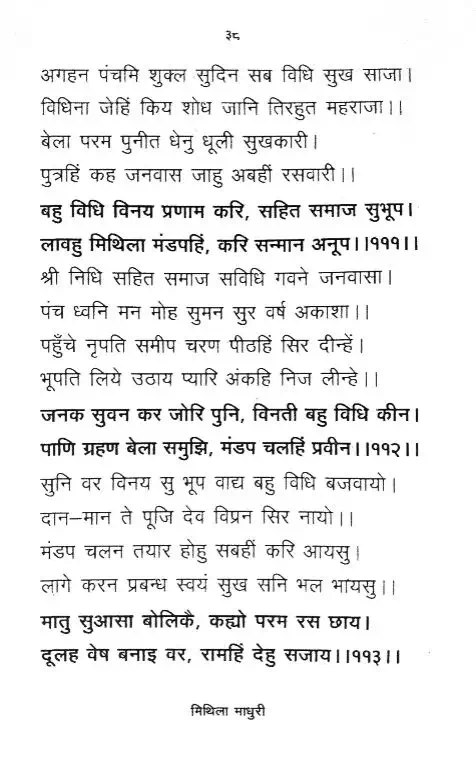 ३८
अगहन पंचमि शुक्ल सुदिन सब विधि सुख साजा।
विधिना जेहिं किय शोध जानि तिरहुत महराजा।।
बेला परम पुनीत धेनु धूली सुखकारी।
पुत्रहिं कह जनवास जाहु अबहीं रसवारी।।
बहु विधि विनय प्रणाम करि, सहित समाज सुभूप।
लावहु मिथिला मंडपहिं, करि सन्मान अनूप।।१११।।
श्री निधि सहित समाज सविधि गवने जनवासा।
पंच ध्वनि मन मोह सुमन सुर वर्ष अकाशा।।
पहुँचे नृपति समीप चरण पीठहिं सिर दीन्हें।
भूपति लिये उठाय प्यारि अंकहि निज लीन्हे।।
जनक सुवन कर जोरि पुनि, विनती बहु विधि कीन।
पाणि ग्रहण बेला समुझि, मंडप चलहिं प्रवीन।।११२।।
सुनि वर विनय सु भूप वाद्य बहु विधि बजवायो।
दान–मान ते पूजि देव विप्रन सिर नायो।।
मंडप चलन तयार होहु सबहीं करि आयसु।
लागे करन प्रबन्ध स्वयं सुख सनि भल भायसु।।
मातु सुआसा बोलिकै, कह्यो परम रस छाय।
दूलह वेष बनाइ वर, रामहिं देहु सजाय।।११३।।
मिथिला माधुरी